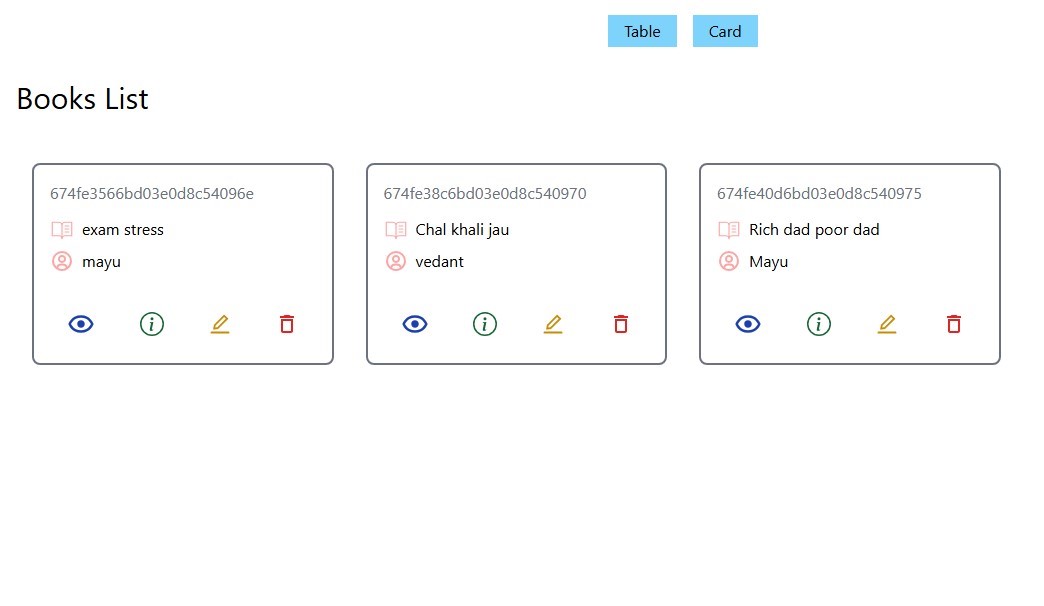 Table Card
Books List
674fe3566bd03e0d8c54096e
exam stress
mayu
674fe38c6bd03e0d8c540970
Chal khali jau
vedant
674fe40d6bd03e0d8c540975
Rich dad poor dad
Mayu